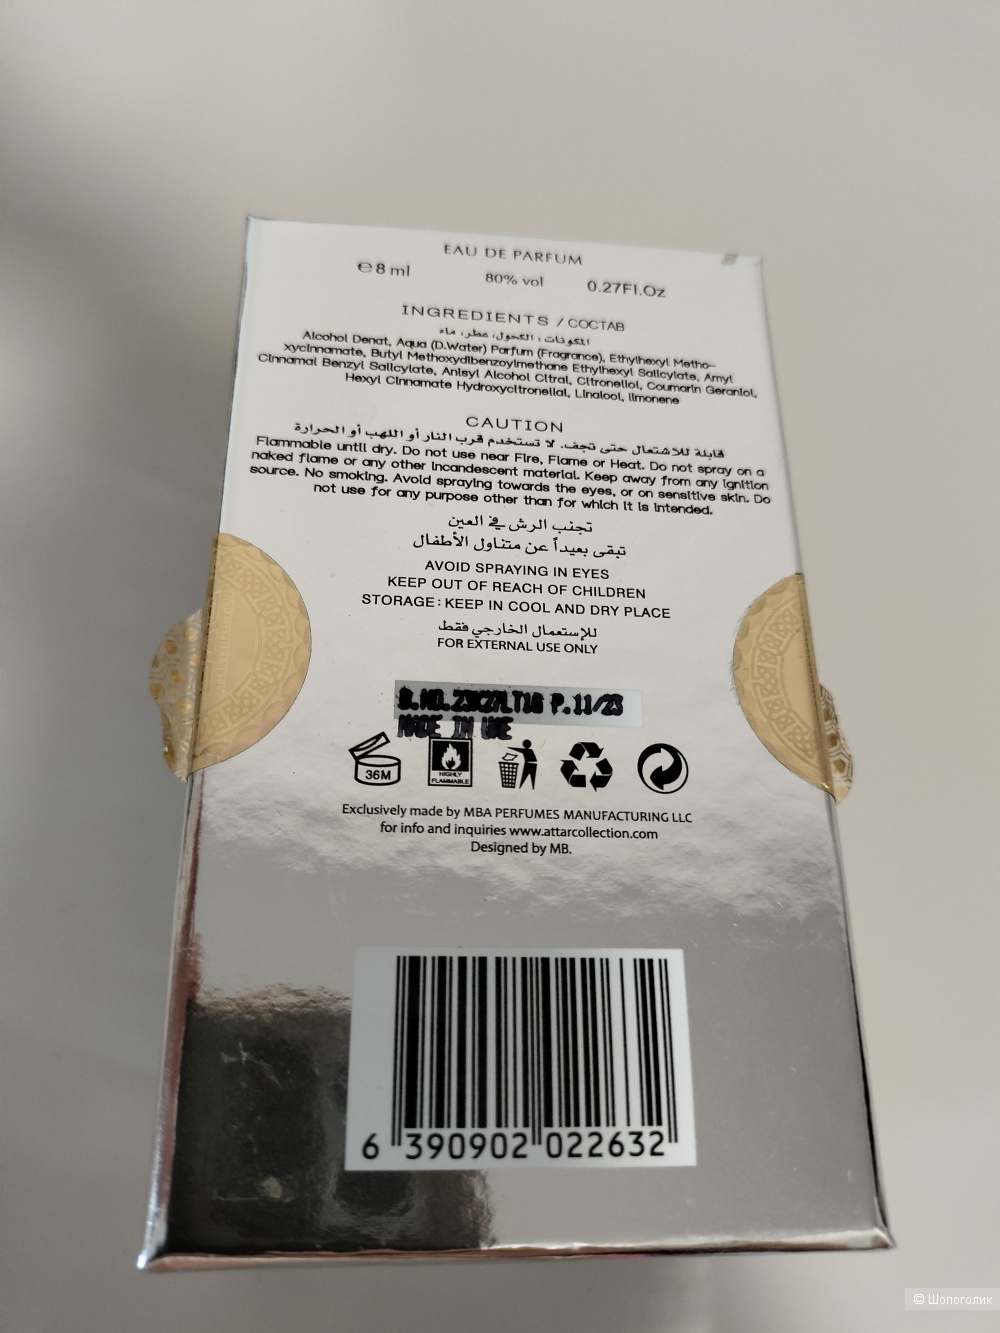 EAU DE PARFUM
℮8 ml 80% vol 0.27Fl.Oz
INGREDIENTS / СОСТАВ
المكونات : الكحول، عطر، ماء
Alcohol Denat, Aqua (D.Water) Parfum (Fragrance), Ethylhexyl Metho-
xycinnamate, Butyl Methoxydibenzoylmethane Ethylhexyl Salicylate, Amyl
Cinnamal Benzyl Salicylate, Anisyl Alcohol Citral, Citronellol, Coumarin Geraniol,
Hexyl Cinnamate Hydroxycitronellal, Linalool, limonene
CAUTION
قابلة للاشتعال حتى تجف. لا تستخدم قرب النار أو اللهب أو الحرارة
Flammable until dry. Do not use near Fire, Flame or Heat. Do not spray on a
naked flame or any other incandescent material. Keep away from any ignition
source. No smoking. Avoid spraying towards the eyes, or on sensitive skin. Do
not use for any purpose other than for which it is intended.
تجنب الرش في العين
تبقى بعيداً عن متناول الأطفال
AVOID SPRAYING IN EYES
KEEP OUT OF REACH OF CHILDREN
STORAGE: KEEP IN COOL AND DRY PLACE
للإستعمال الخارجي فقط
FOR EXTERNAL USE ONLY
B.NO. P.11/23
MADE IN UAE
36M
HIGHLY
FLAMMABLE
Exclusively made by MBA PERFUMES MANUFACTURING LLC
for info and inquiries www.attarcollection.com
Designed by MB.
6 390902 022632
© Шопоголик